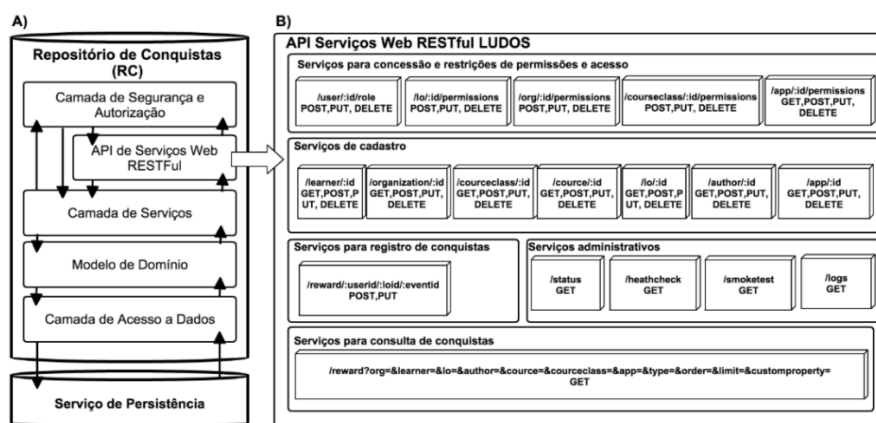 A)
Repositório de Conquistas
(RC)
Camada de Segurança e
Autorização
API de Serviços Web
RESTFul
Camada de Serviços
Modelo de Domínio
Camada de Acesso a Dados
Serviço de Persistência
B)
API Serviços Web RESTful LUDOS
Serviços para concessão e restrições de permissões e acesso
/user/:id/role
POST,PUT, DELETE
/lo/:id/permissions
POST,PUT, DELETE
/org/:id/permissions
POST,PUT, DELETE
/courseclass/:id/permissions
POST,PUT, DELETE
/app/:id/permissions
GET,POST,PUT,
DELETE
Serviços de cadastro
/learner/:id
GET,POST,P
UT, DELETE
/organization/:id
GET,POST,PUT,
DELETE
/courceclass/:id
GET,POST,PUT,
DELETE
/cource/:id
GET,POST,PUT,
DELETE
/lo/:id
GET,POST,P
UT, DELETE
/author/:id
GET,POST,PUT,
DELETE
/app/:id
GET,POST,PUT,
DELETE
Serviços para registro de conquistas
/reward/:userid/:loid/:eventid
POST,PUT
Serviços administrativos
/status
GET
/heathcheck
GET
/smoketest
GET
/logs
GET
Serviços para consulta de conquistas
/reward?org=&learner=&lo=&author=&cource=&courceclass=&app=&type=&order=&limit=&customproperty=
GET